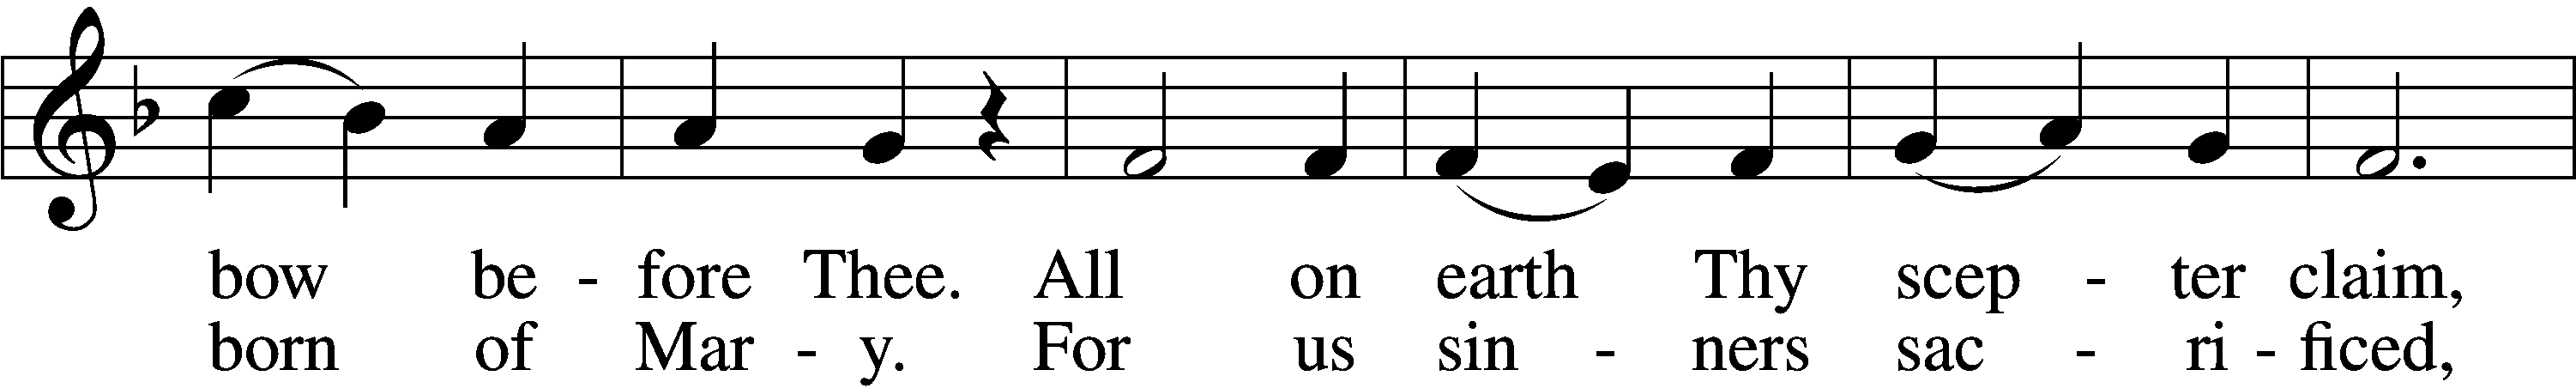 bow be - fore Thee. All on earth Thy scep - ter claim,
born of Mar - y. For us sin - ners sac - ri - ficed,